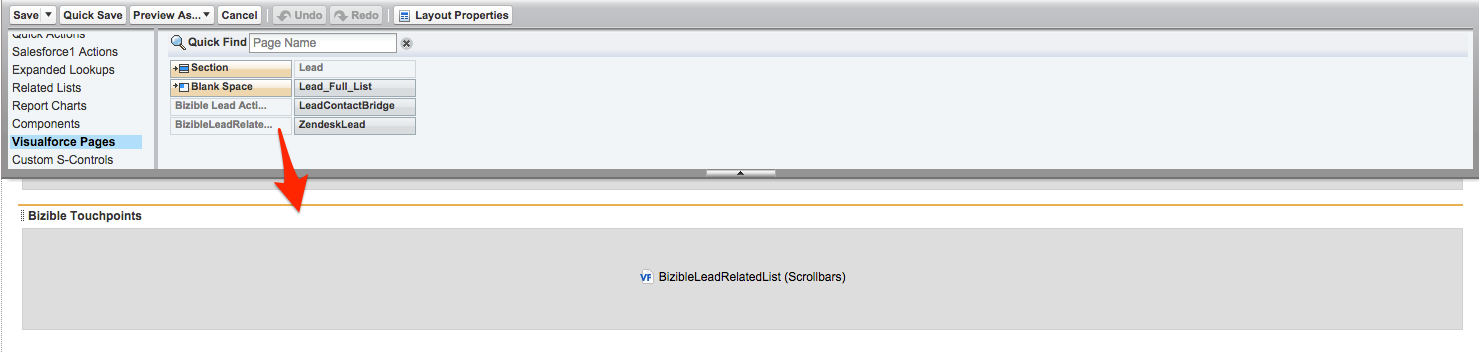 Save Quick Save Preview As... Cancel Undo Redo Layout Properties
Quick Actions
Salesforce1 Actions
Expanded Lookups
Related Lists
Report Charts
Components
Visualforce Pages
Custom S-Controls
Quick Find Page Name
Section Lead
Blank Space Lead_Full_List
Bizible Lead Acti... LeadContactBridge
BizibleLeadRelate... ZendeskLead
Bizible Touchpoints
VF BizibleLeadRelatedList (Scrollbars)